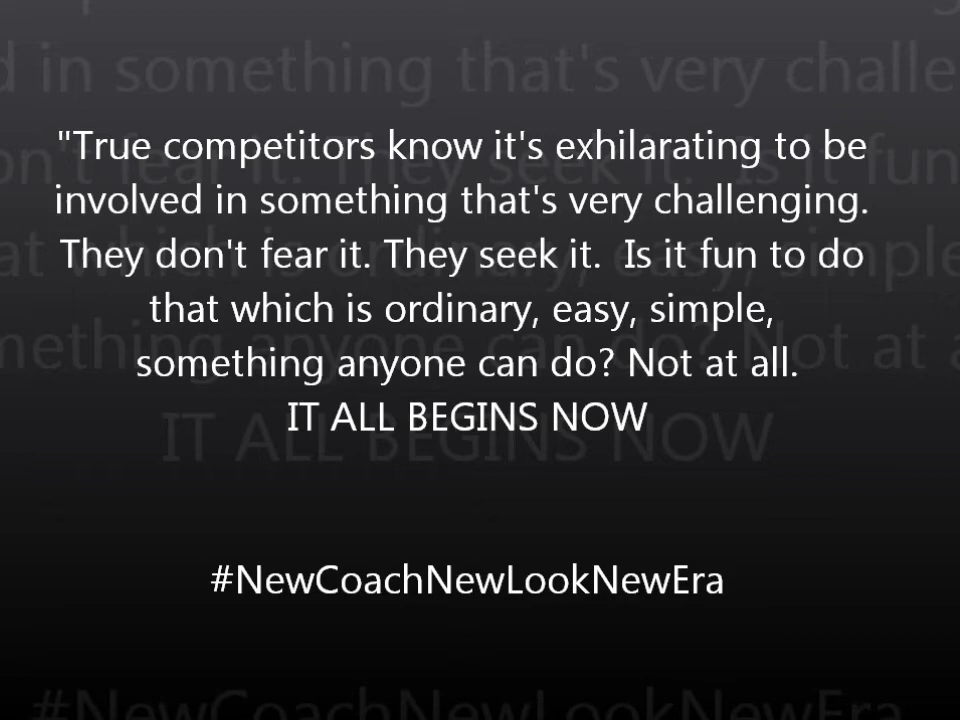 "True competitors know it's exhilarating to be
involved in something that's very challenging.
They don't fear it. They seek it.  Is it fun to do
that which is ordinary, easy, simple,
something anyone can do? Not at all.
IT ALL BEGINS NOW
#NewCoachNewLookNewEra